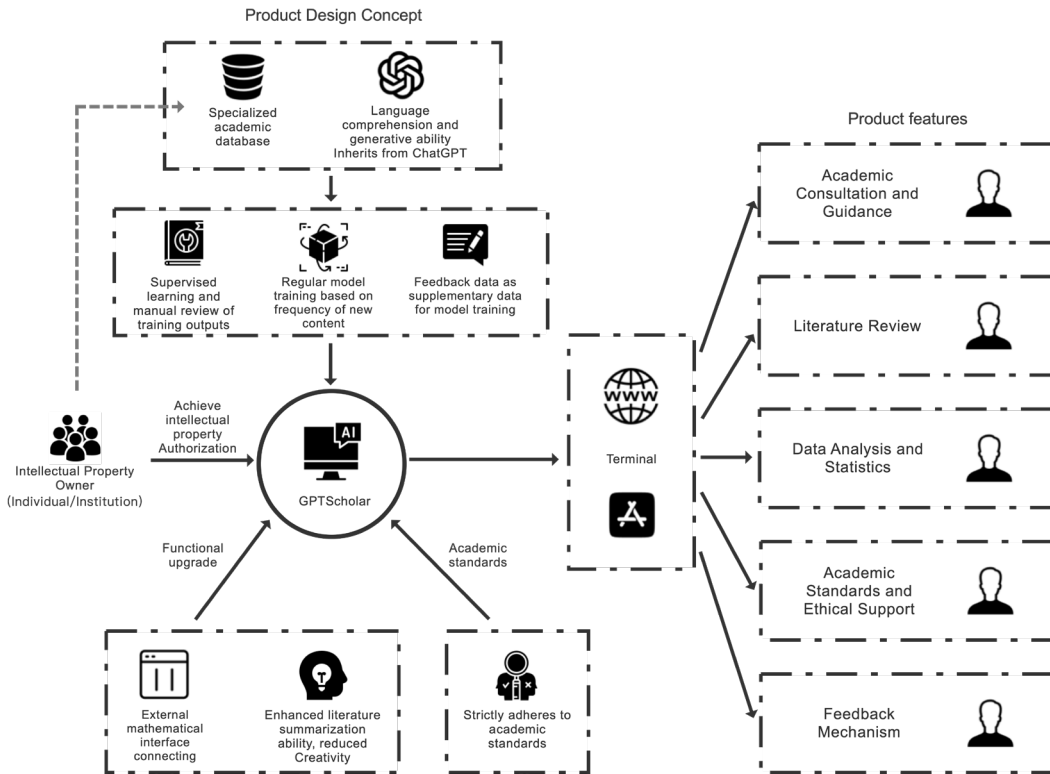 Product Design Concept
Specialized
academic
database
Language
comprehension and
generative ability
Inherits from ChatGPT
Supervised
learning and
manual review of
training outputs
Regular model
training based on
frequency of new
content
Feedback data as
supplementary data
for model training
Intellectual Property
Owner
(Individual/Institution)
Achieve
intellectual
property
Authorization
AI
GPTScholar
Functional
upgrade
Academic
standards
External
mathematical
interface
connecting
Enhanced literature
summarization
ability, reduced
Creativity
Strictly adheres to
academic
standards
WWW
Terminal
Product features
Academic
Consultation and
Guidance
Literature Review
Data Analysis and
Statistics
Academic
Standards and
Ethical Support
Feedback
Mechanism